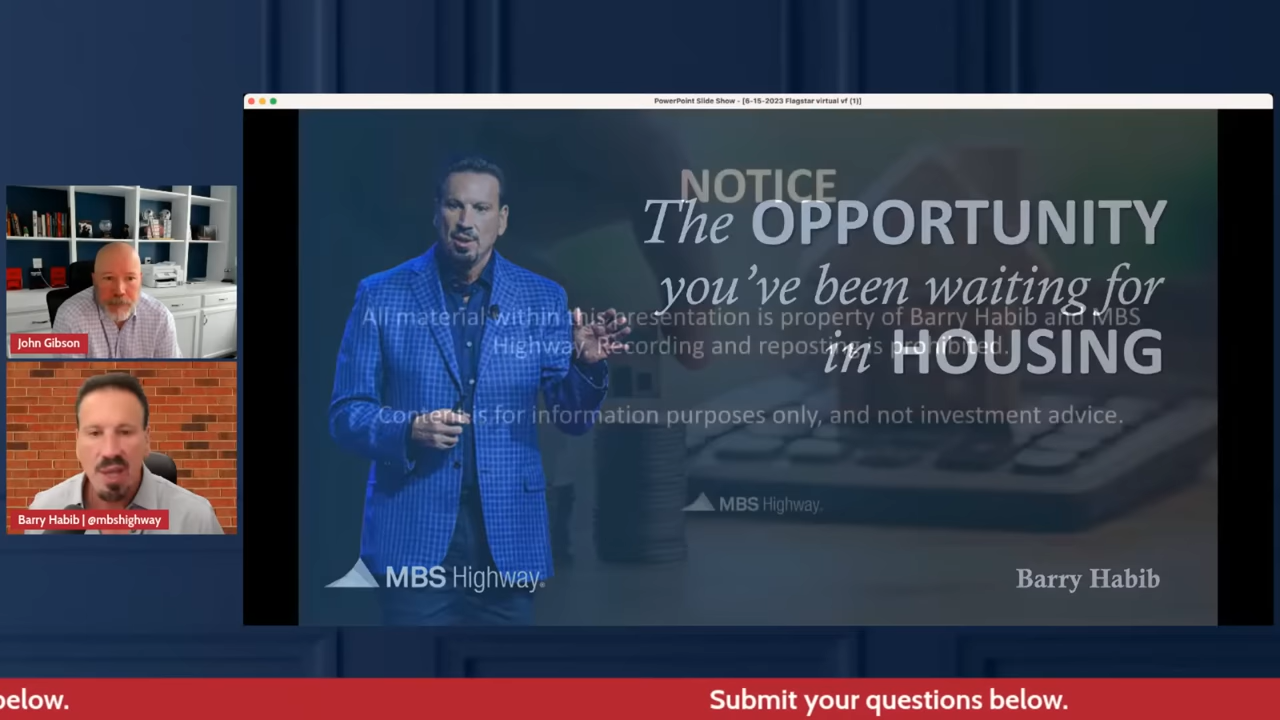 PowerPoint Slide Show - [6-15-2023 Flagstar virtual vf (1)]
NOTICE
The OPPORTUNITY
you've been waiting for
in HOUSING
All material within this presentation is property of Barry Habib and MBS
Highway. Recording and reposting is prohibited.
Content is for information purposes only, and not investment advice.
MBS Highway
MBS Highway
Barry Habib
John Gibson
Barry Habib | @mbshighway
below.
Submit your questions below.